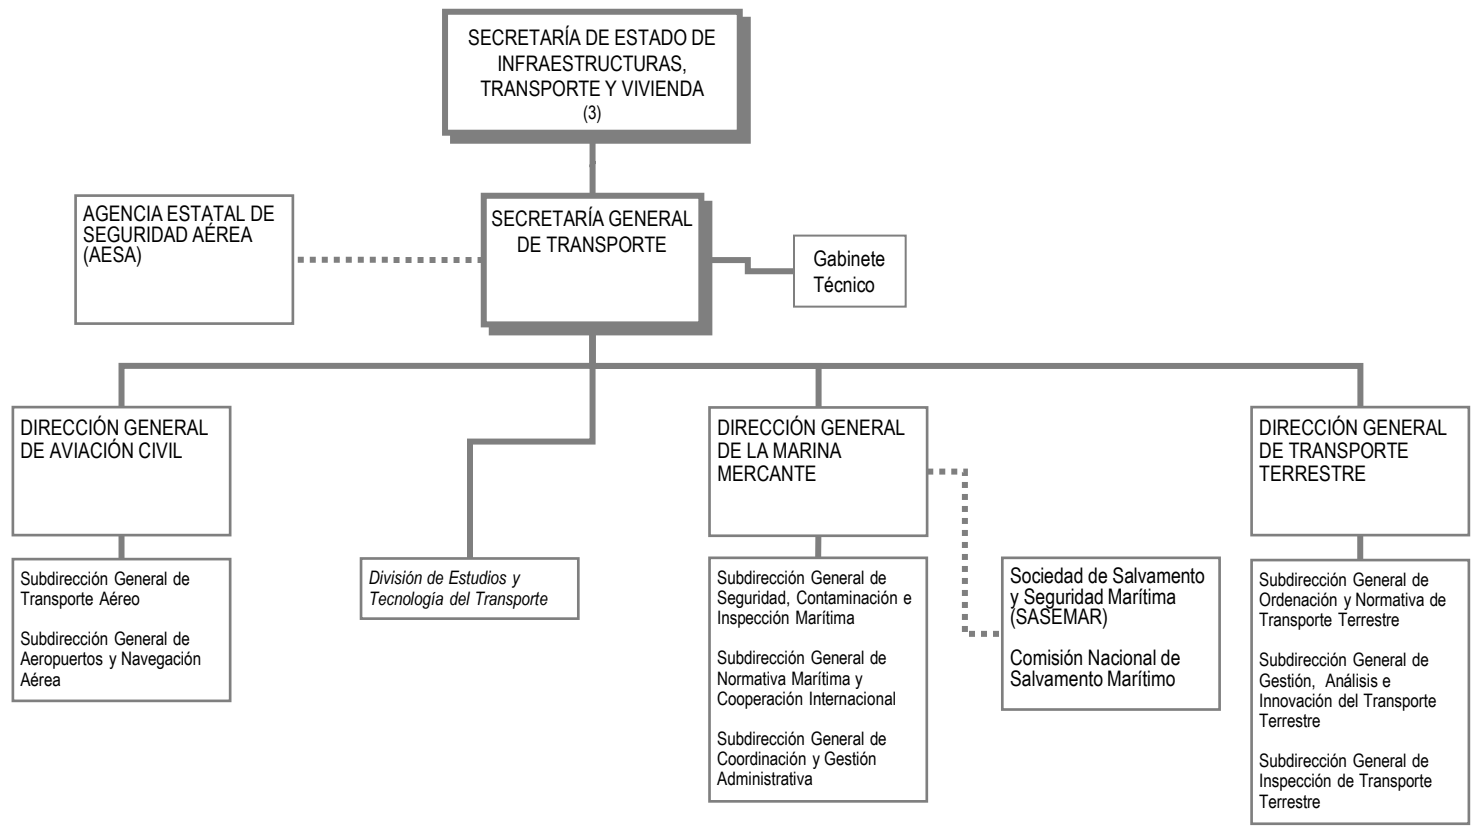 SECRETARÍA DE ESTADO DE
INFRAESTRUCTURAS,
TRANSPORTE Y VIVIENDA
(3)
AGENCIA ESTATAL DE
SEGURIDAD AÉREA
(AESA)
SECRETARÍA GENERAL
DE TRANSPORTE
Gabinete
Técnico
DIRECCIÓN GENERAL
DE AVIACIÓN CIVIL
Subdirección General de
Transporte Aéreo
Subdirección General de
Aeropuertos y Navegación
Aérea
División de Estudios y
Tecnología del Transporte
DIRECCIÓN GENERAL
DE LA MARINA
MERCANTE
Subdirección General de
Seguridad, Contaminación e
Inspección Marítima
Subdirección General de
Normativa Marítima y
Cooperación Internacional
Subdirección General de
Coordinación y Gestión
Administrativa
Sociedad de Salvamento
y Seguridad Marítima
(SASEMAR)
Comisión Nacional de
Salvamento Marítimo
DIRECCIÓN GENERAL
DE TRANSPORTE
TERRESTRE
Subdirección General de
Ordenación y Normativa de
Transporte Terrestre
Subdirección General de
Gestión, Análisis e
Innovación del Transporte
Terrestre
Subdirección General de
Inspección de Transporte
Terrestre